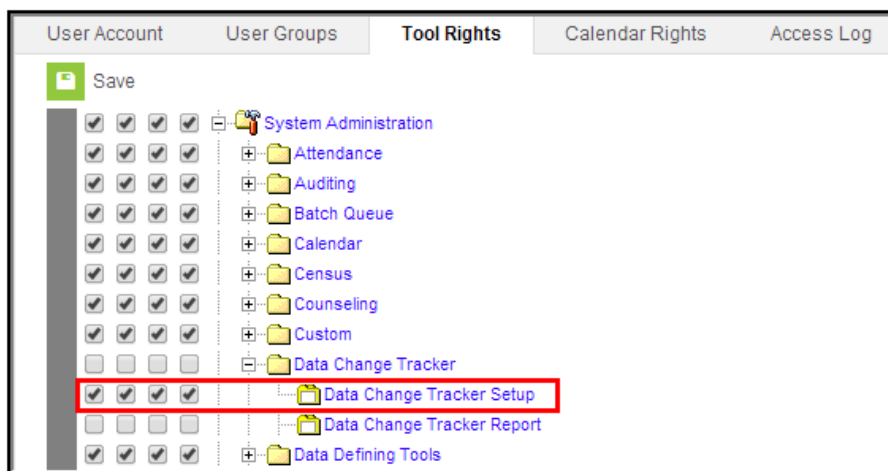 User Account User Groups Tool Rights Calendar Rights Access Log
Save
System Administration
Attendance
Auditing
Batch Queue
Calendar
Census
Counseling
Custom
Data Change Tracker
Data Change Tracker Setup
Data Change Tracker Report
Data Defining Tools